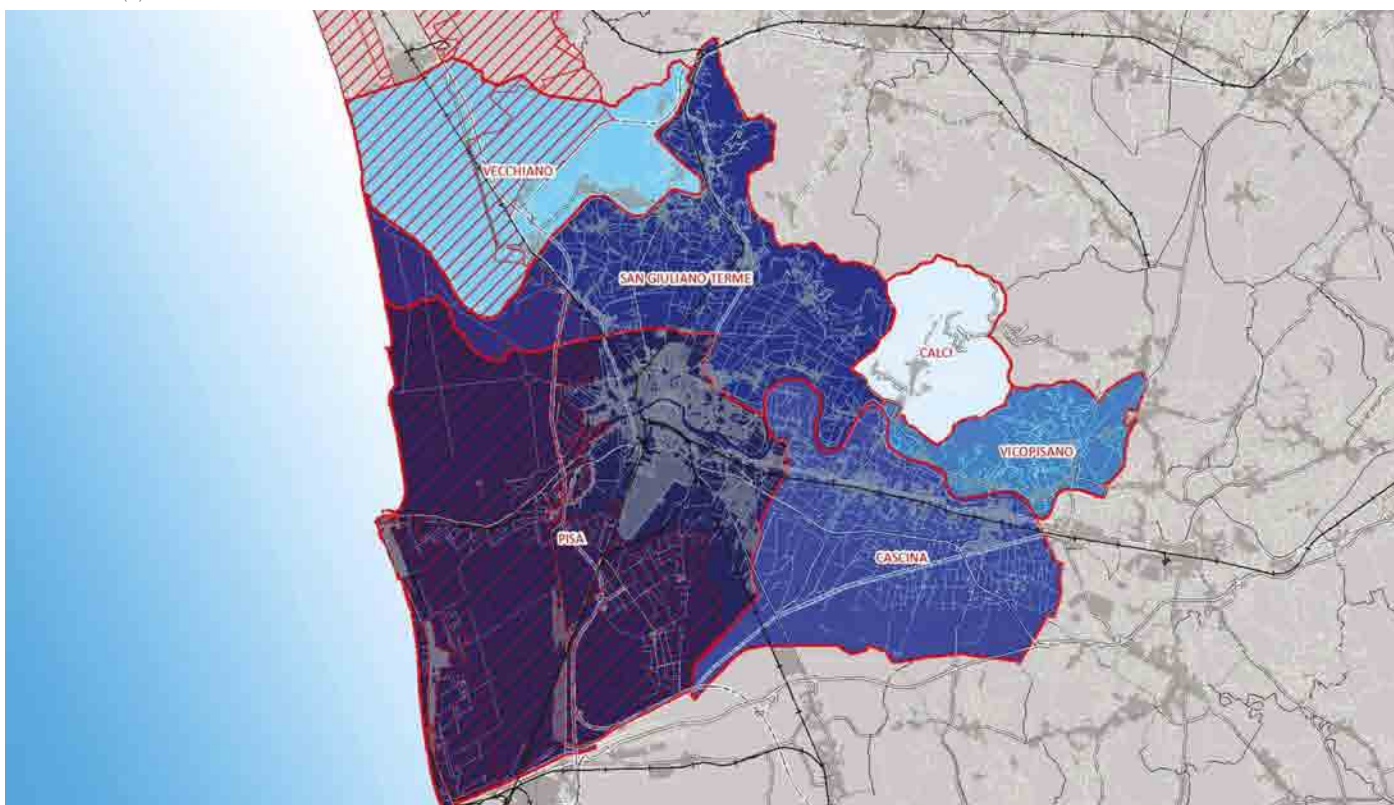 VECCHIANO
SAN GIULIANO TERME
CALCI
VICOPISANO
PISA
CASCINA